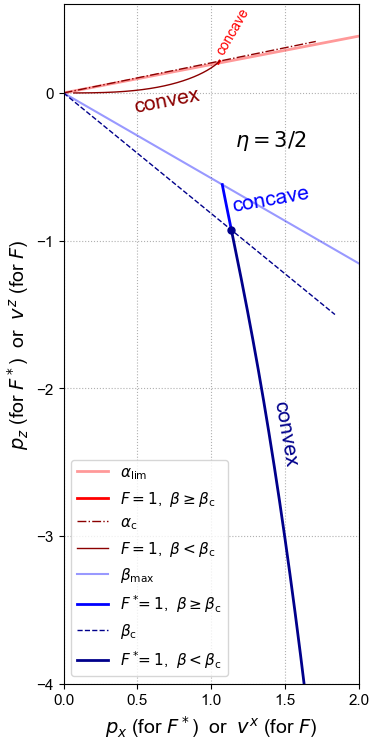 concave
0
convex
η = 3/2
concave
−1
−2
convex
−3
−4
p_z (for F*) or v^z (for F)
α_lim
F = 1, β ≥ β_c
α_c
F = 1, β < β_c
β_max
F* = 1, β ≥ β_c
β_c
F* = 1, β < β_c
0.0 0.5 1.0 1.5 2.0
p_x (for F*) or v^x (for F)